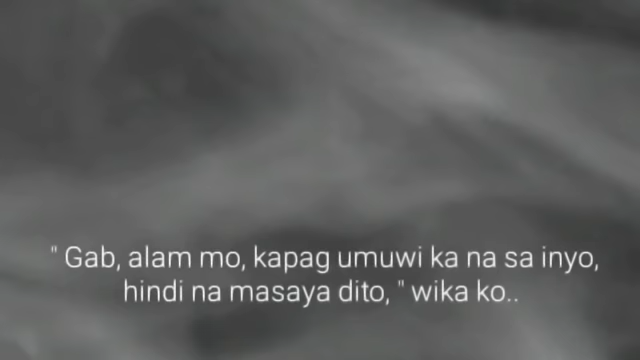 " Gab, alam mo, kapag umuwi ka na sa inyo,
hindi na masaya dito, " wika ko..